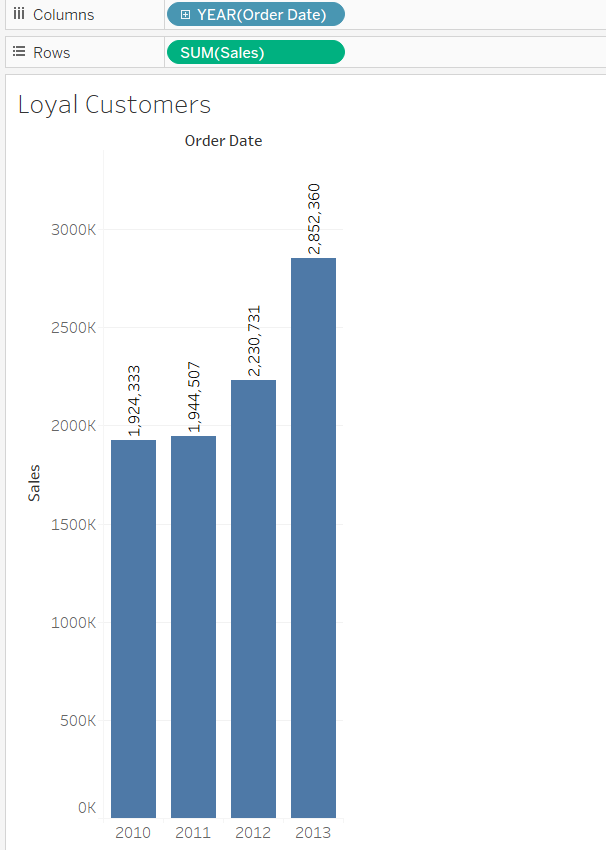 Columns YEAR(Order Date)
Rows SUM(Sales)
Loyal Customers
Order Date
Sales
3000K
2500K
2000K
1500K
1000K
500K
0K
1,924,333
1,944,507
2,230,731
2,852,360
2010 2011 2012 2013